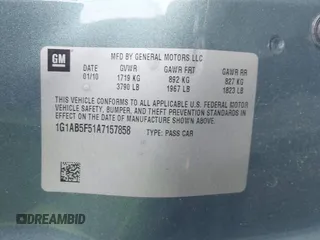 GM
MFD BY GENERAL MOTORS LLC
DATE GVWR GAWR FRT GAWR RR
01/10 1719 KG 892 KG 827 KG
3790 LB 1967 LB 1823 LB
THIS VEHICLE CONFORMS TO ALL APPLICABLE U.S. FEDERAL MOTOR
VEHICLE SAFETY, BUMPER, AND THEFT PREVENTION STANDARDS IN
EFFECT ON THE DATE OF MANUFACTURE SHOWN ABOVE.
1G1AB5F51A7157858 TYPE: PASS CAR
© DREAMBID